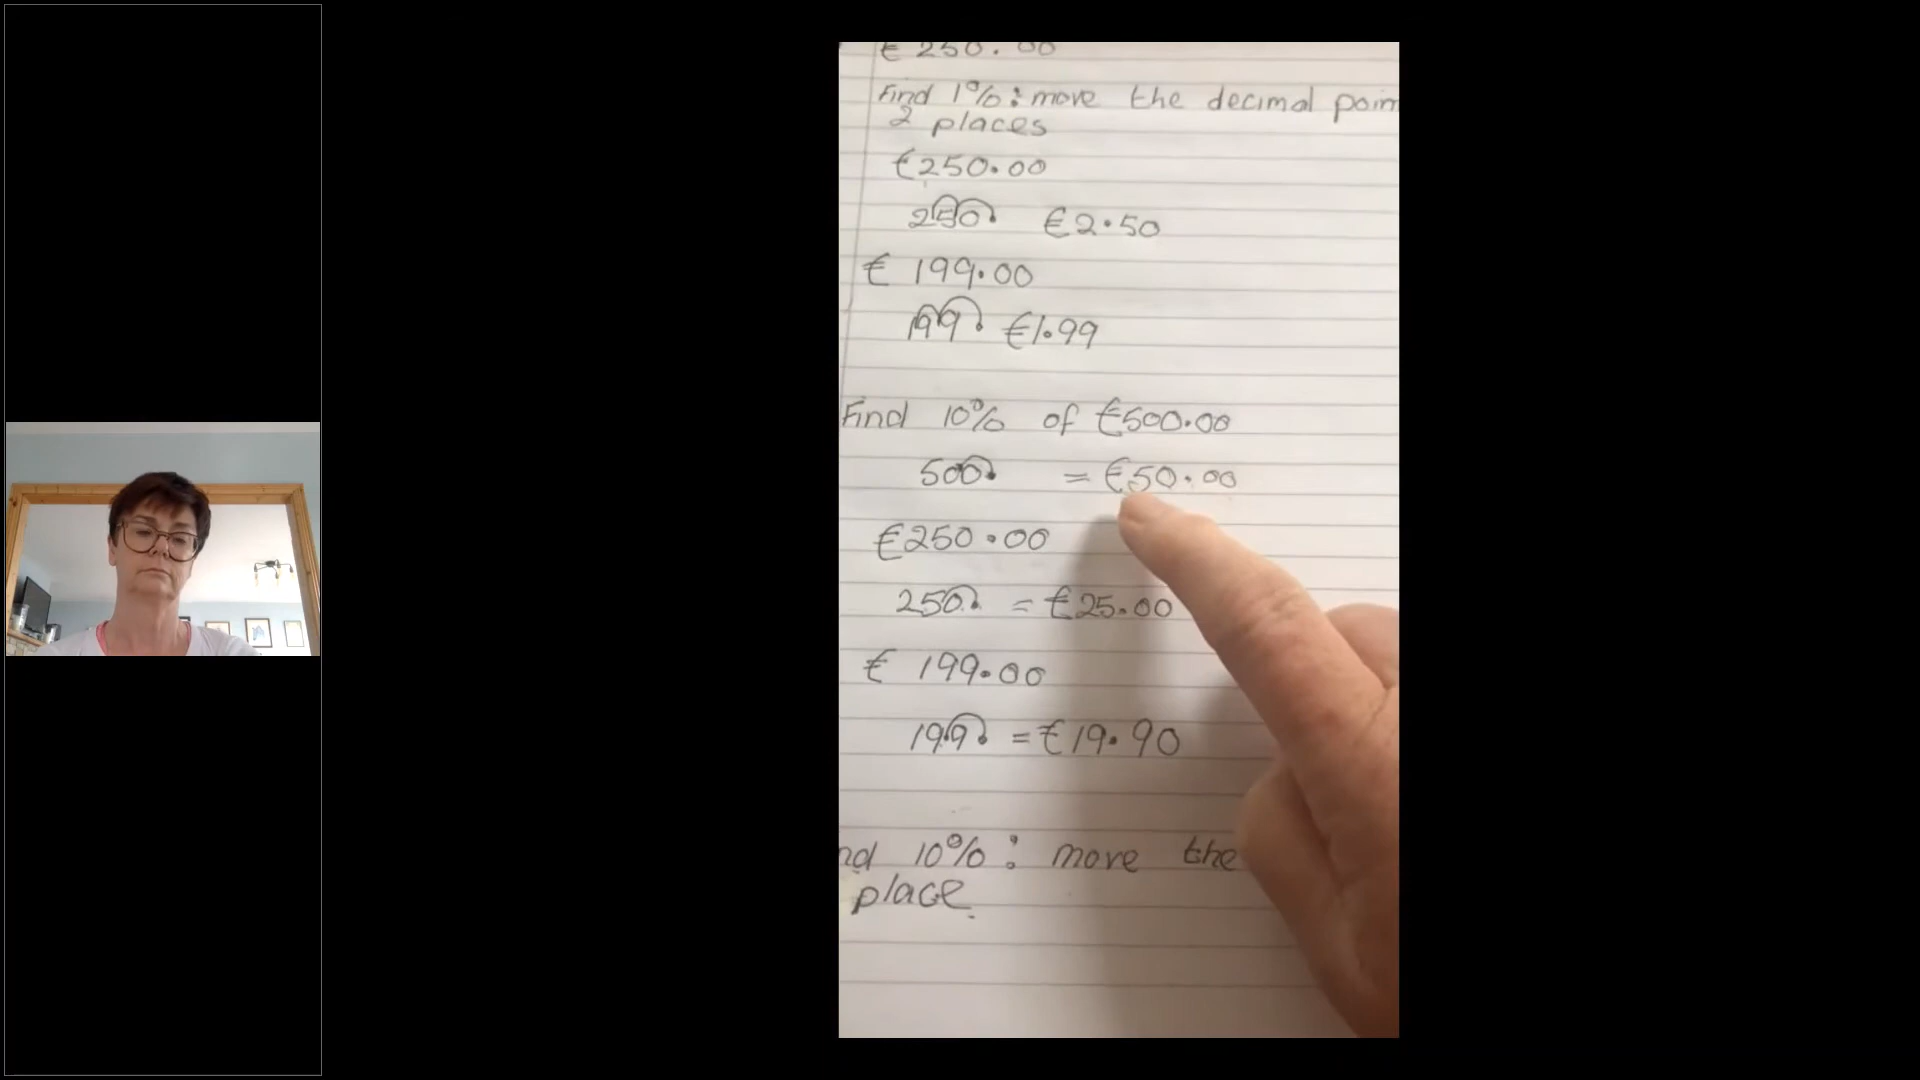 € 250.00
Find 1%: move the decimal
2 places
€250.00
250. €2.50
€ 199.00
199. €1.99
Find 10% of €500.00
500. = €50.00
€250.00
250. = €25.00
€ 199.00
199. = €19.90
10%: move the
place.